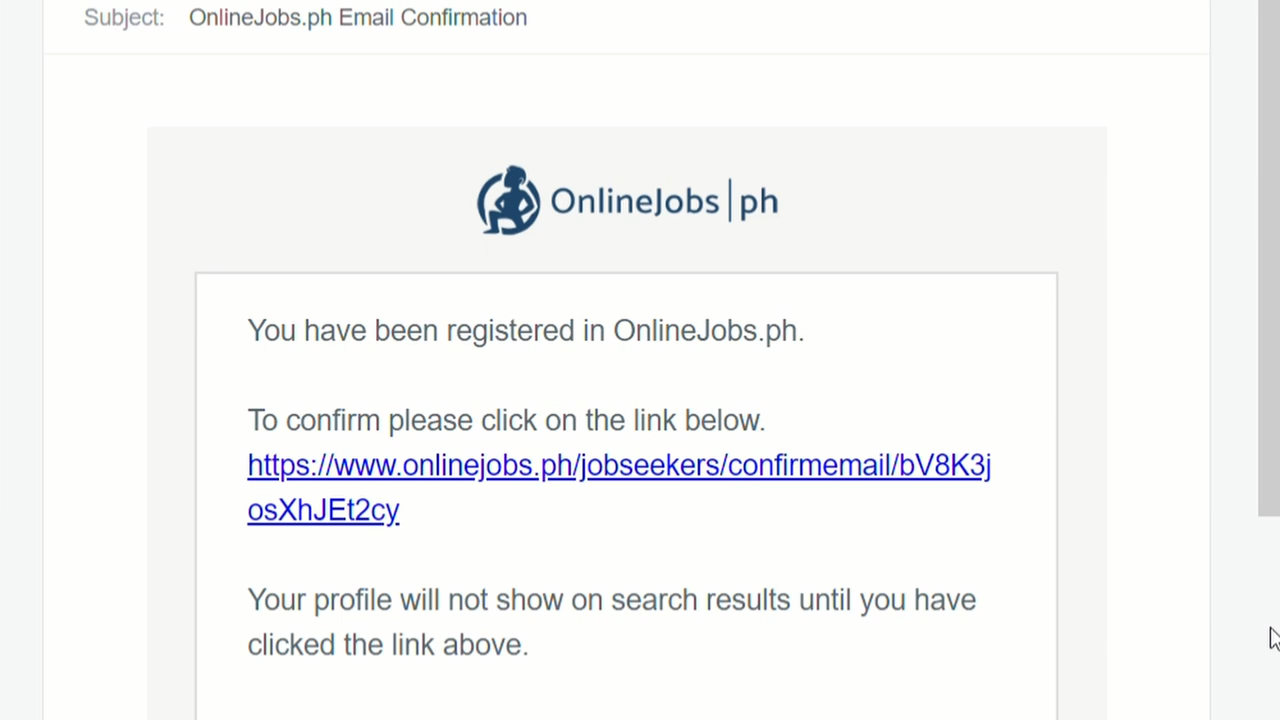 Subject: OnlineJobs.ph Email Confirmation
OnlineJobs|ph
You have been registered in OnlineJobs.ph.
To confirm please click on the link below.
https://www.onlinejobs.ph/jobseekers/confirmemail/bV8K3j
osXhJEt2cy
Your profile will not show on search results until you have
clicked the link above.